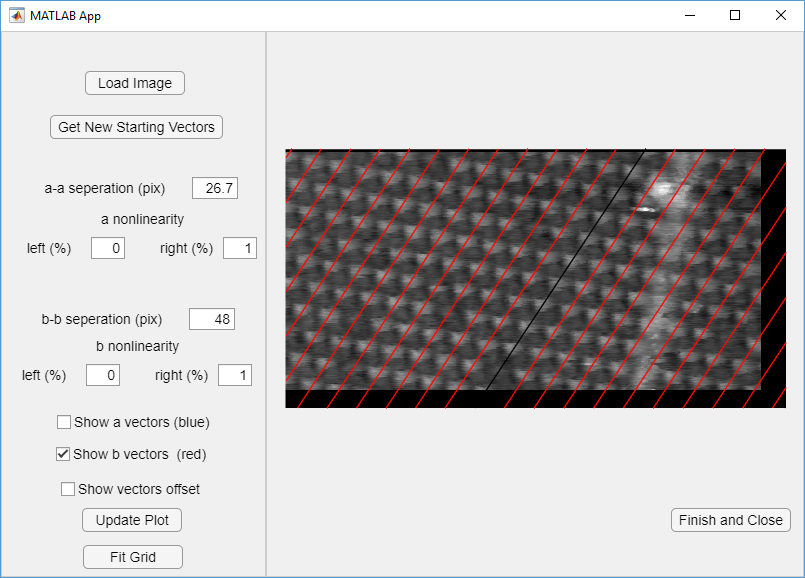 MATLAB App
Load Image
Get New Starting Vectors
a-a seperation (pix) 26.7
a nonlinearity
left (%) 0 right (%) 1
b-b seperation (pix) 48
b nonlinearity
left (%) 0 right (%) 1
Show a vectors (blue)
Show b vectors (red)
Show vectors offset
Update Plot
Finish and Close
Fit Grid